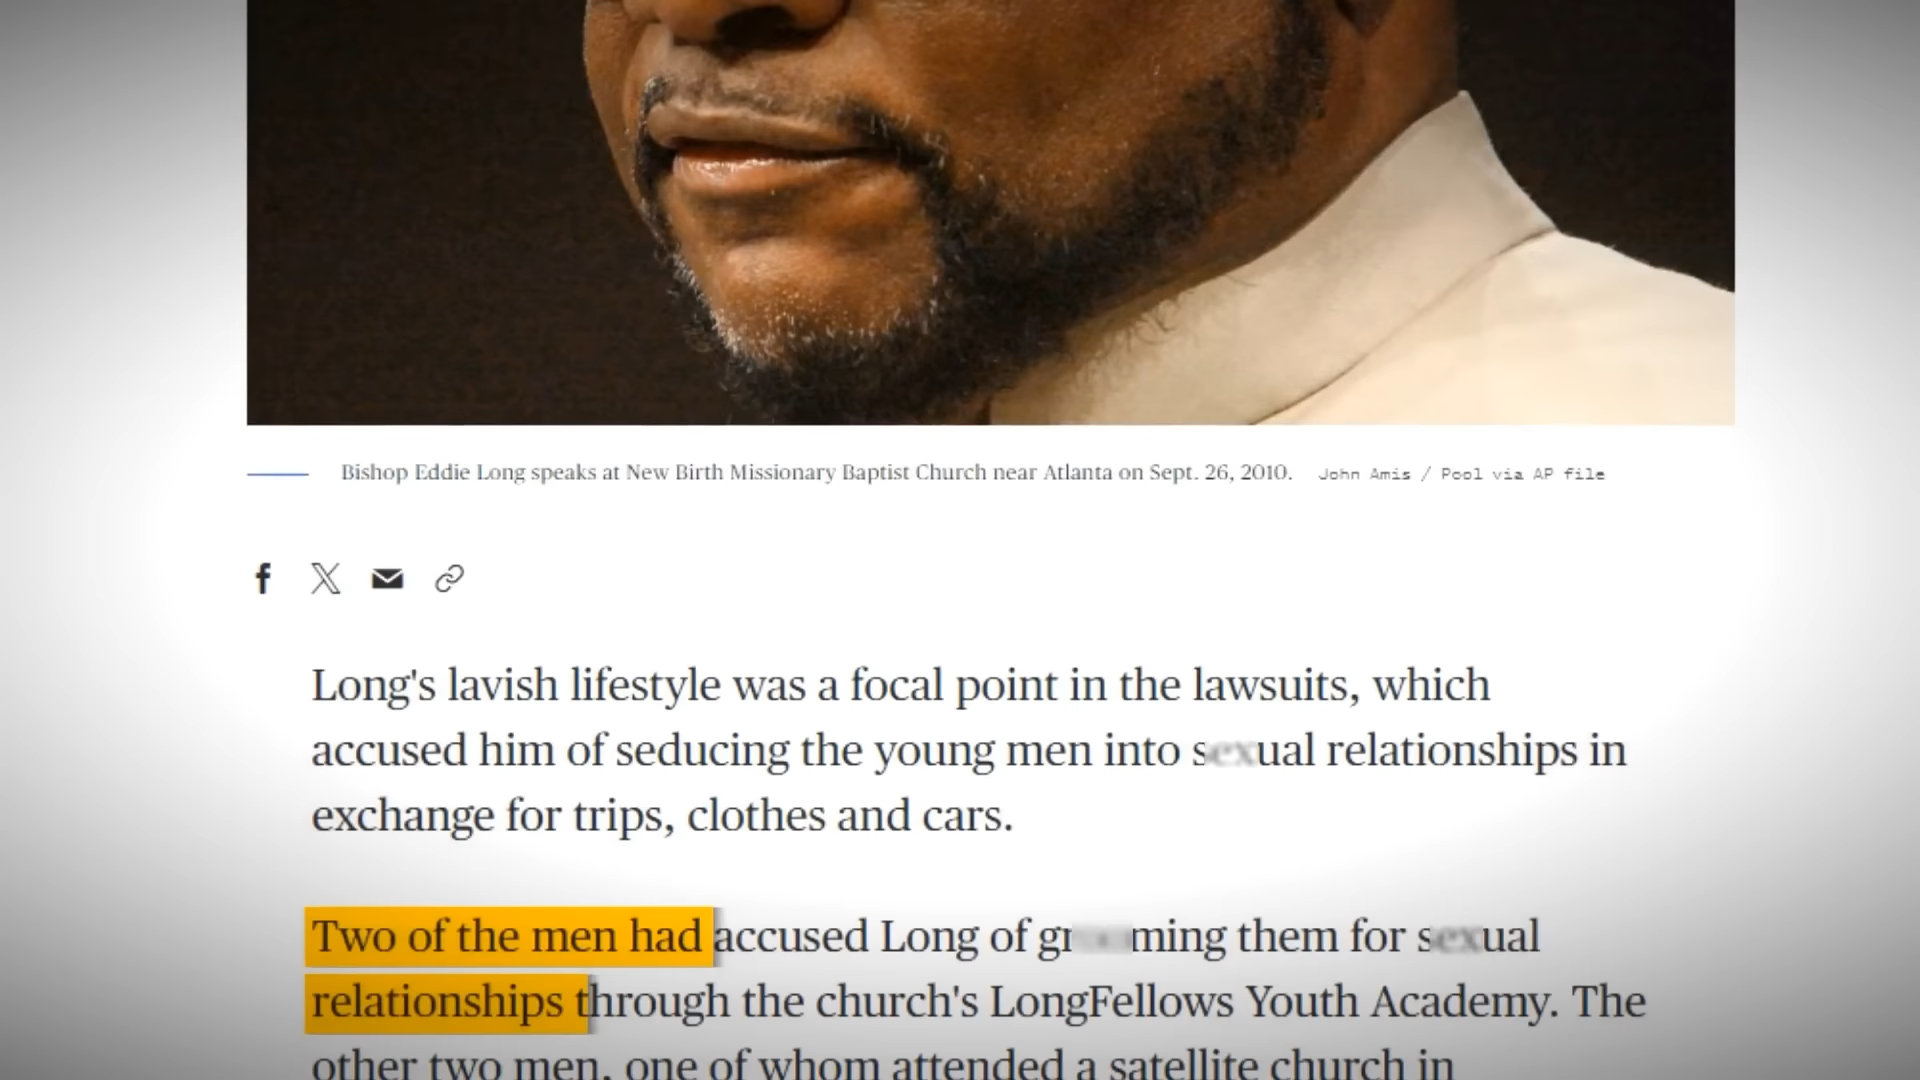 Bishop Eddie Long speaks at New Birth Missionary Baptist Church near Atlanta on Sept. 26, 2010. John Amis / Pool via AP file
Long's lavish lifestyle was a focal point in the lawsuits, which
accused him of seducing the young men into sexual relationships in
exchange for trips, clothes and cars.
Two of the men had accused Long of grooming them for sexual
relationships through the church's LongFellows Youth Academy. The
other two men, one of whom attended a satellite church in